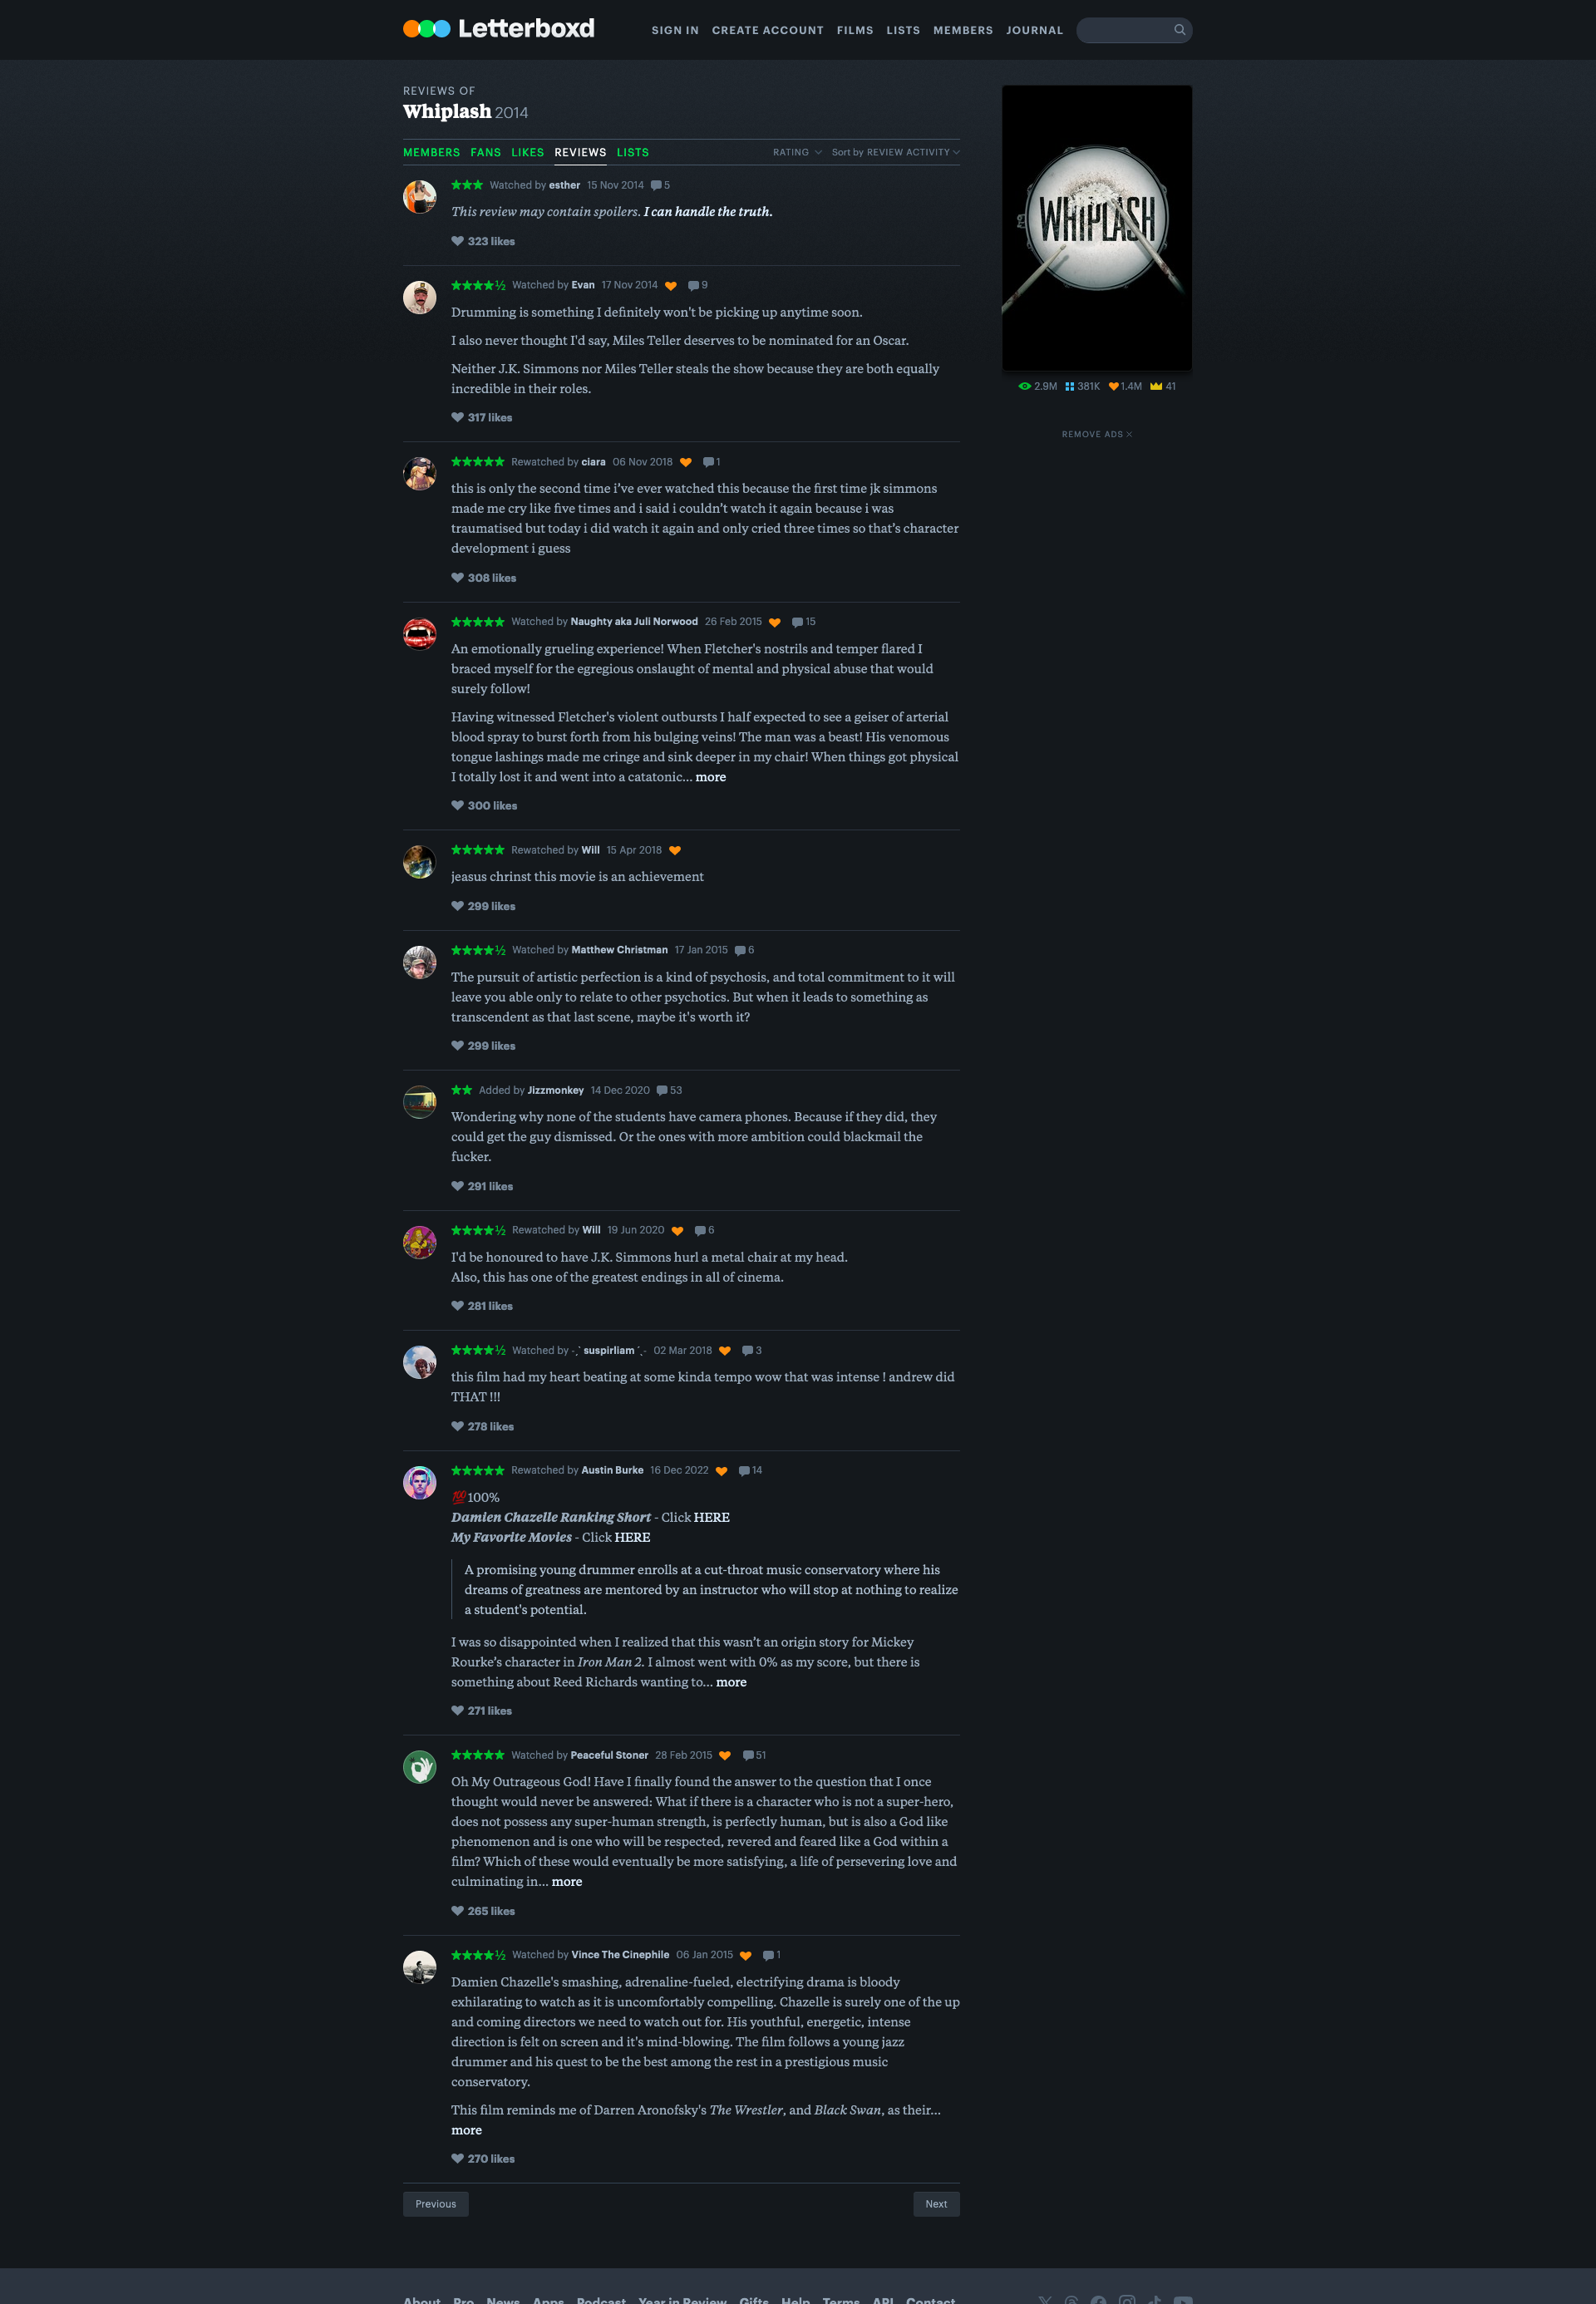 Letterboxd
SIGN IN CREATE ACCOUNT FILMS LISTS MEMBERS JOURNAL
REVIEWS OF
Whiplash 2014
MEMBERS FANS LIKES REVIEWS LISTS RATING Sort by REVIEW ACTIVITY
★★★ Watched by esther 15 Nov 2014 5
This review may contain spoilers. I can handle the truth.
323 likes
★★★★½ Watched by Evan 17 Nov 2014 9
Drumming is something I definitely won't be picking up anytime soon.
I also never thought I'd say, Miles Teller deserves to be nominated for an Oscar.
Neither J.K. Simmons nor Miles Teller steals the show because they are both equally
incredible in their roles.
317 likes
★★★★★ Rewatched by ciara 06 Nov 2018 1
this is only the second time i've ever watched this because the first time jk simmons
made me cry like five times and i said i couldn't watch it again because i was
traumatised but today i did watch it again and only cried three times so that's character
development i guess
308 likes
★★★★★ Watched by Naughty aka Juli Norwood 26 Feb 2015 15
An emotionally grueling experience! When Fletcher's nostrils and temper flared I
braced myself for the egregious onslaught of mental and physical abuse that would
surely follow!
Having witnessed Fletcher's violent outbursts I half expected to see a geiser of arterial
blood spray to burst forth from his bulging veins! The man was a beast! His venomous
tongue lashings made me cringe and sink deeper in my chair! When things got physical
I totally lost it and went into a catatonic... more
300 likes
★★★★★ Rewatched by Will 15 Apr 2018
jeasus chrinst this movie is an achievement
299 likes
★★★★½ Watched by Matthew Christman 17 Jan 2015 6
The pursuit of artistic perfection is a kind of psychosis, and total commitment to it will
leave you able only to relate to other psychotics. But when it leads to something as
transcendent as that last scene, maybe it's worth it?
299 likes
★★ Added by Jizzmonkey 14 Dec 2020 53
Wondering why none of the students have camera phones. Because if they did, they
could get the guy dismissed. Or the ones with more ambition could blackmail the
fucker.
291 likes
★★★★½ Rewatched by Will 19 Jun 2020 6
I'd be honoured to have J.K. Simmons hurl a metal chair at my head.
Also, this has one of the greatest endings in all of cinema.
281 likes
★★★★½ Watched by -ˏˋ suspirliam ˊˎ- 02 Mar 2018 3
this film had my heart beating at some kinda tempo wow that was intense ! andrew did
THAT !!!
278 likes
★★★★★ Rewatched by Austin Burke 16 Dec 2022 14
💯100%
Damien Chazelle Ranking Short - Click HERE
My Favorite Movies - Click HERE
A promising young drummer enrolls at a cut-throat music conservatory where his
dreams of greatness are mentored by an instructor who will stop at nothing to realize
a student's potential.
I was so disappointed when I realized that this wasn't an origin story for Mickey
Rourke's character in Iron Man 2. I almost went with 0% as my score, but there is
something about Reed Richards wanting to... more
271 likes
★★★★★ Watched by Peaceful Stoner 28 Feb 2015 51
Oh My Outrageous God! Have I finally found the answer to the question that I once
thought would never be answered: What if there is a character who is not a super-hero,
does not possess any super-human strength, is perfectly human, but is also a God like
phenomenon and is one who will be respected, revered and feared like a God within a
film? Which of these would eventually be more satisfying, a life of persevering love and
culminating in... more
265 likes
★★★★½ Watched by Vince The Cinephile 06 Jan 2015 1
Damien Chazelle's smashing, adrenaline-fueled, electrifying drama is bloody
exhilarating to watch as it is uncomfortably compelling. Chazelle is surely one of the up
and coming directors we need to watch out for. His youthful, energetic, intense
direction is felt on screen and it's mind-blowing. The film follows a young jazz
drummer and his quest to be the best among the rest in a prestigious music
conservatory.
This film reminds me of Darren Aronofsky's The Wrestler, and Black Swan, as their...
more
270 likes
Previous Next
WHIPLASH
2.9M 381K 1.4M 41
REMOVE ADS
About Pro News Apps Podcast Year in Review Gifts Help Terms API Contact